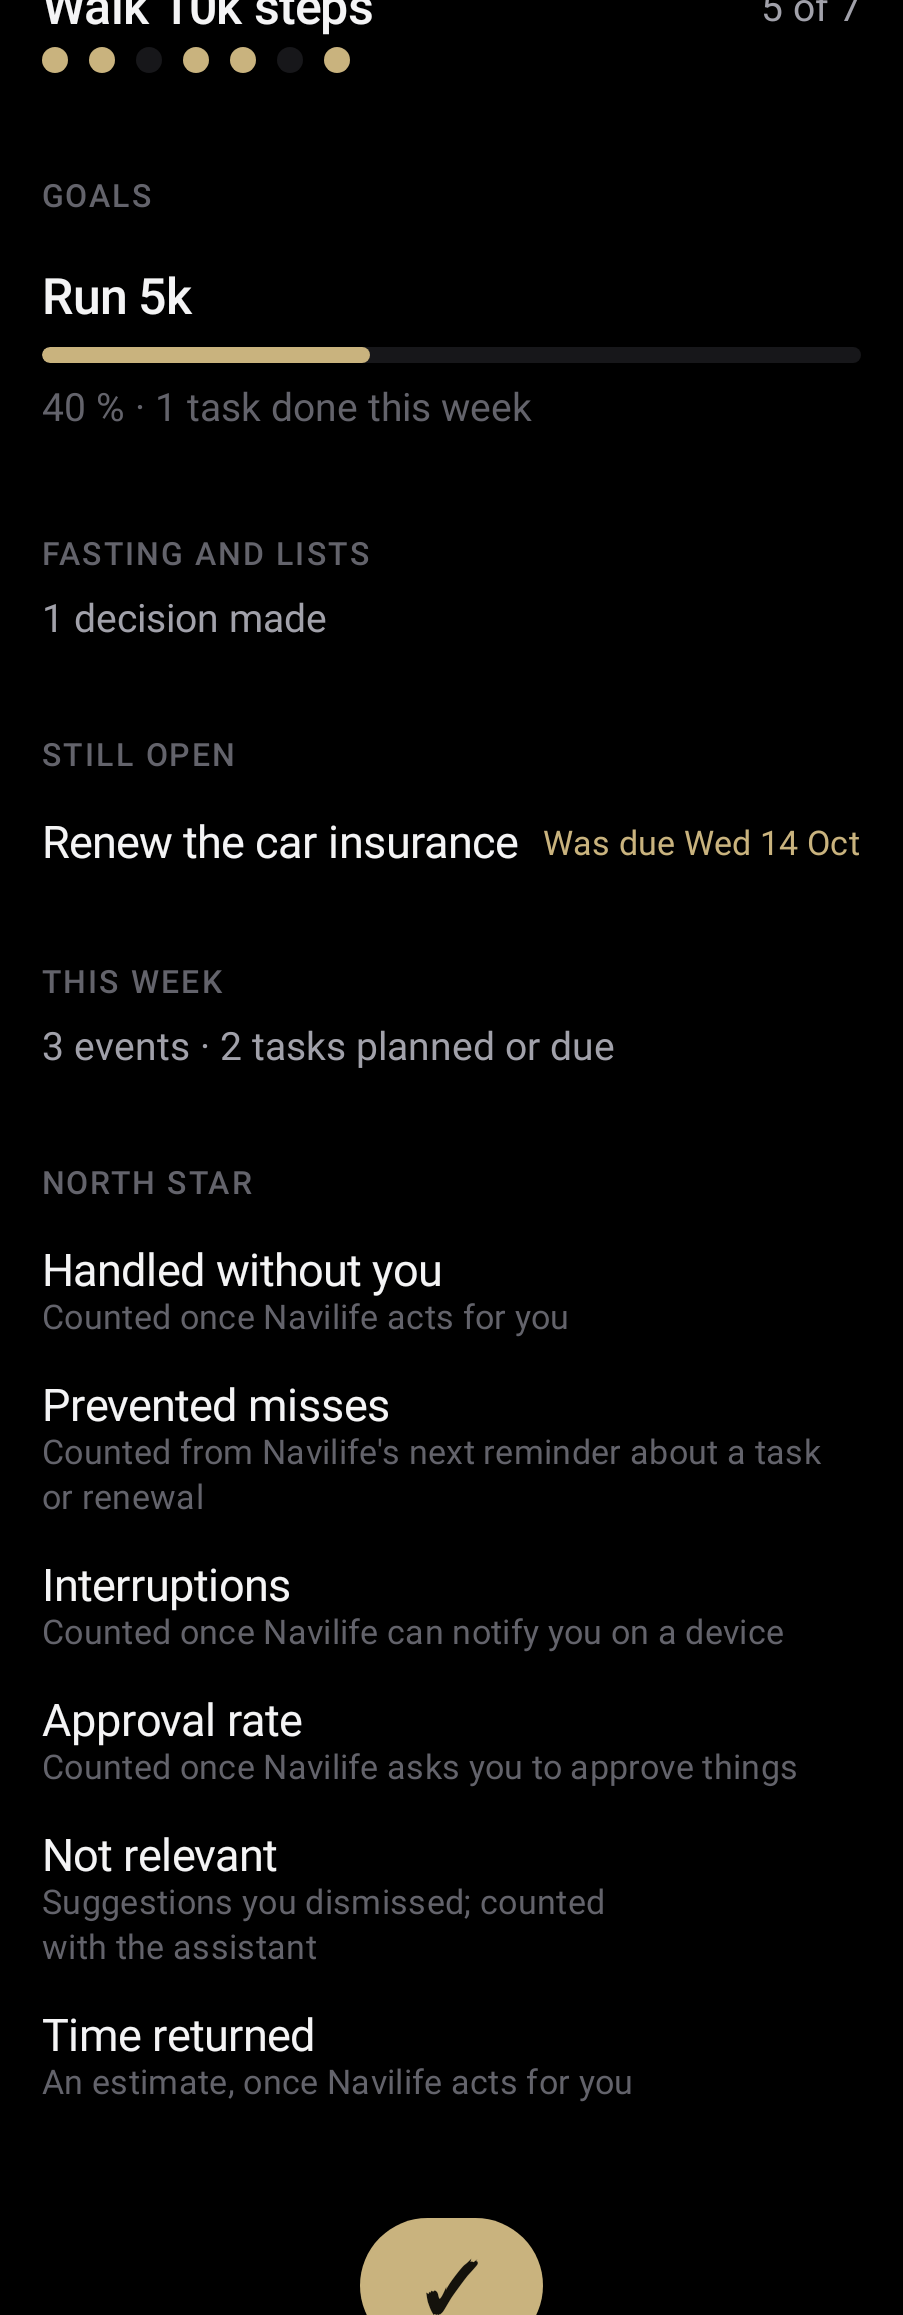 Walk 10k steps
5 of 7
GOALS
Run 5k
40 % · 1 task done this week
FASTING AND LISTS
1 decision made
STILL OPEN
Renew the car insurance
Was due Wed 14 Oct
THIS WEEK
3 events · 2 tasks planned or due
NORTH STAR
Handled without you
Counted once Navilife acts for you
Prevented misses
Counted from Navilife's next reminder about a task
or renewal
Interruptions
Counted once Navilife can notify you on a device
Approval rate
Counted once Navilife asks you to approve things
Not relevant
Suggestions you dismissed; counted
with the assistant
Time returned
An estimate, once Navilife acts for you